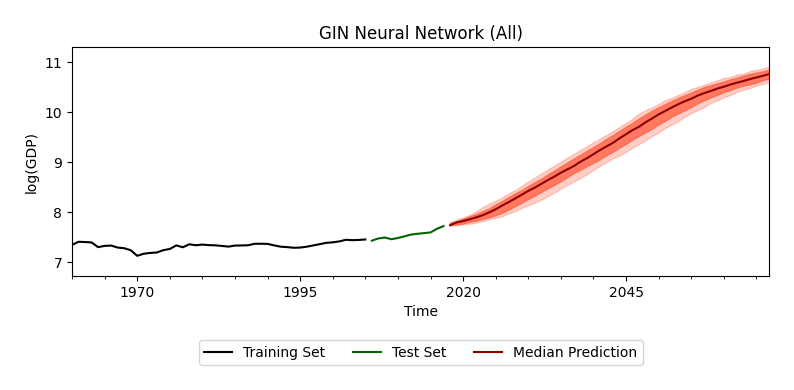 GIN Neural Network (All)
log(GDP)
11
10
9
8
7
1970 1995 2020 2045
Time
Training Set Test Set Median Prediction